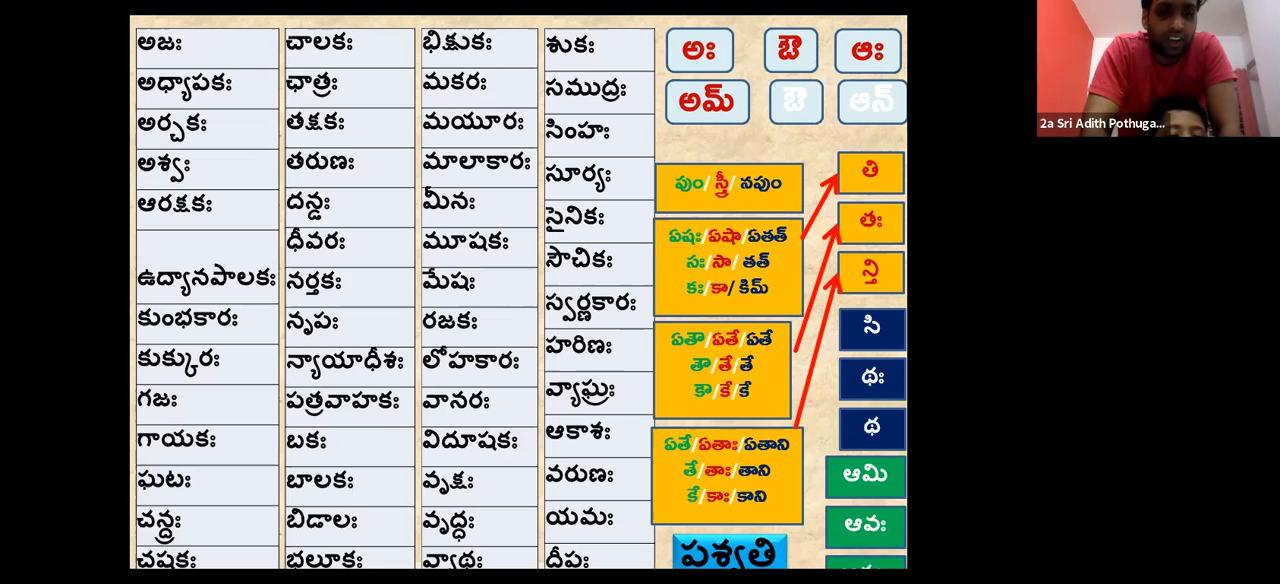 అజః
అధ్యాపకః
అర్చకః
అశ్వః
ఆరక్షకః
ఉద్యానపాలకః
కుంభకారః
కుక్కురః
గజః
గాయకః
ఘటః
చన్ద్రః
చషకః
చాలకః
ఛాత్రః
తక్షకః
తరుణః
దన్డః
ధీవరః
నర్తకః
నృపః
న్యాయాధీశః
పత్రవాహకః
బకః
బాలకః
బిడాలః
భల్లూకః
భిక్షుకః
మకరః
మయూరః
మాలాకారః
మీనః
మూషకః
మేషః
రజకః
లోహకారః
వానరః
విదూషకః
వృక్షః
వృద్ధః
వ్యాధః
శుకః
సముద్రః
సింహః
సూర్యః
సైనికః
సౌచికః
స్వర్ణకారః
హరిణః
వ్యాఘ్రః
ఆకాశః
వరుణః
యమః
దీపః
అః ఔ ఆః
అమ్ ఔ ఆన్
పుం/ స్త్రీ/ నపుం
ఏషః/ఏషా/ఏతత్
సః/సా/ తత్
కః/కా/ కిమ్
ఏతౌ/ఏతే/ఏతే
తౌ/తే/తే
కౌ/కే/కే
ఏతే/ఏతాః/ఏతాని
తే/తాః/తాని
కే/కాః/కాని
పశ్యతి
తి
తః
న్తి
సి
థః
థ
ఆమి
ఆవః
2a Sri Adith Pothuga...